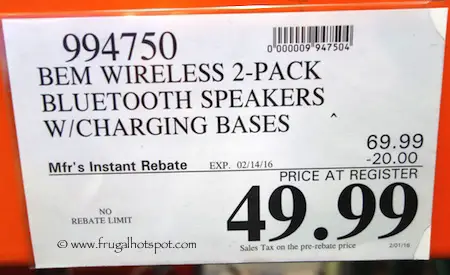 994750
000009"947504
BEM WIRELESS 2-PACK
BLUETOOTH SPEAKERS
W/CHARGING BASES
69.99
Mfr's Instant Rebate EXP. 02/14/16 -20.00
PRICE AT REGISTER
NO
REBATE LIMIT
49.99
© www.frugalhotspot.com
Sales Tax on the pre-rebate price 2/01/16